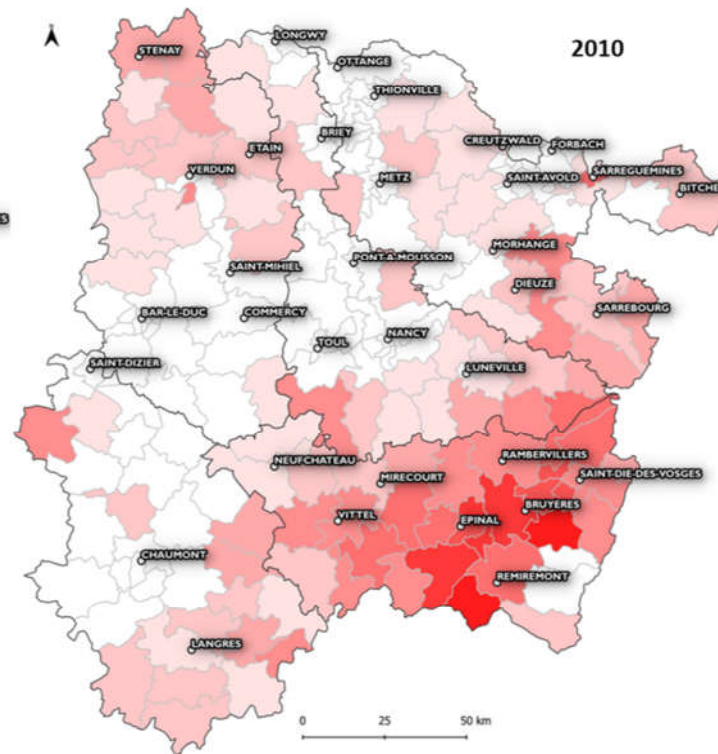 LONGWY
2010
STENAY
OTTANGE
THIONVILLE
BRIEY
CREUTZWALD
FORBACH
ETAIN
VERDUN
METZ
SAINT-AVOLD
SARREGUEMINES
BITCHE
ES
MORHANGE
PONT-A-MOUSSON
SAINT-MIHIEL
DIEUZE
BAR-LE-DUC
COMMERCY
SARREBOURG
NANCY
TOUL
SAINT-DIZIER
LUNEVILLE
RAMBERVILLERS
NEUFCHATEAU
SAINT-DIE-DES-VOSGES
MIRECOURT
BRUYERES
VITTEL
EPINAL
CHAUMONT
REMIREMONT
LANGRES
0 25 50 km